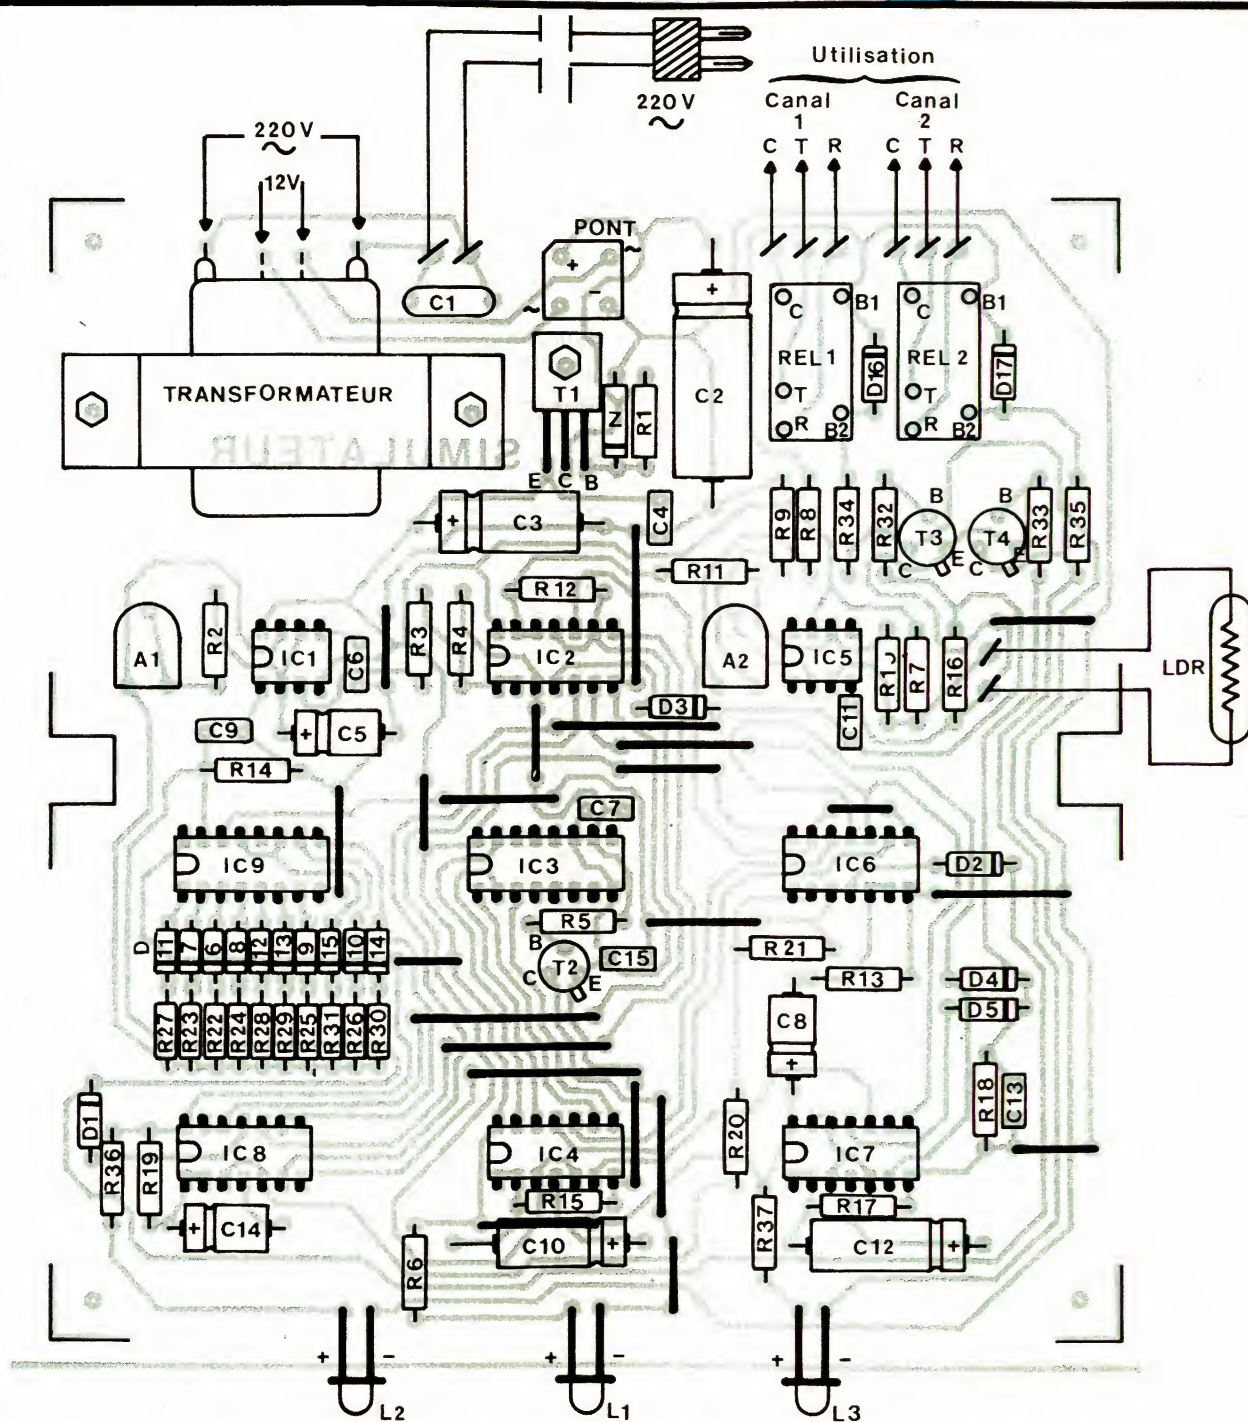 Utilisation
220 V
Canal 1
Canal 2
C T R C T R
220 V
12V
PONT
+
~
-
~
C1
+
C
B1
C
B1
REL 1
D16
REL 2
D17
TRANSFORMATEUR
T1
Z
R1
C2
T
R
B2
T
R
B2
SIMULATEUR
E C B
+
C3
C4
R9
R8
R34
R32
B
T3
E
C
B
T4
E
C
R33
R35
R11
R12
A1
R2
IC1
C6
R3
R4
IC2
A2
IC5
R10
R7
R16
LDR
D3
C11
C9
+
C5
R14
C7
IC9
IC3
IC6
D2
R5
D
11
7
6
8
12
13
9
15
10
14
B
T2
C
E
C15
R21
R13
D4
D5
R27
R23
R22
R24
R28
R29
R25
R31
R26
R30
C8
+
R18
C13
D1
R36
R19
IC8
IC4
R20
IC7
R15
R17
+
C14
R6
C10
+
R37
C12
+
+ -
L2
+ -
L1
+ -
L3